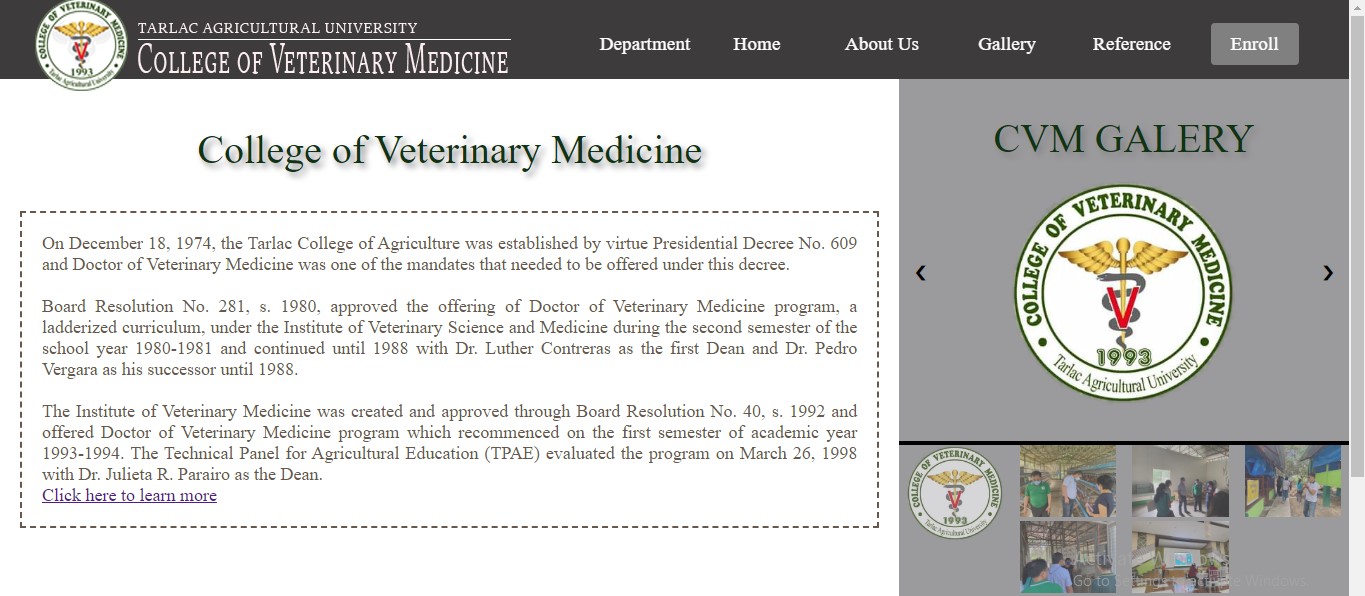 COLLEGE OF VETERINARY MEDICINE
1993
Tarlac Agricultural University
TARLAC AGRICULTURAL UNIVERSITY
COLLEGE OF VETERINARY MEDICINE
Department Home About Us Gallery Reference Enroll
College of Veterinary Medicine
On December 18, 1974, the Tarlac College of Agriculture was established by virtue Presidential Decree No. 609
and Doctor of Veterinary Medicine was one of the mandates that needed to be offered under this decree.
Board Resolution No. 281, s. 1980, approved the offering of Doctor of Veterinary Medicine program, a
ladderized curriculum, under the Institute of Veterinary Science and Medicine during the second semester of the
school year 1980-1981 and continued until 1988 with Dr. Luther Contreras as the first Dean and Dr. Pedro
Vergara as his successor until 1988.
The Institute of Veterinary Medicine was created and approved through Board Resolution No. 40, s. 1992 and
offered Doctor of Veterinary Medicine program which recommenced on the first semester of academic year
1993-1994. The Technical Panel for Agricultural Education (TPAE) evaluated the program on March 26, 1998
with Dr. Julieta R. Parairo as the Dean.
Click here to learn more
CVM GALERY
COLLEGE OF VETERINARY MEDICINE
V
1993
Tarlac Agricultural University
❮ ❯
COLLEGE OF VETERINARY MEDICINE
1993
Tarlac Agricultural University
Activate Windows
Go to Settings to activate Windows.